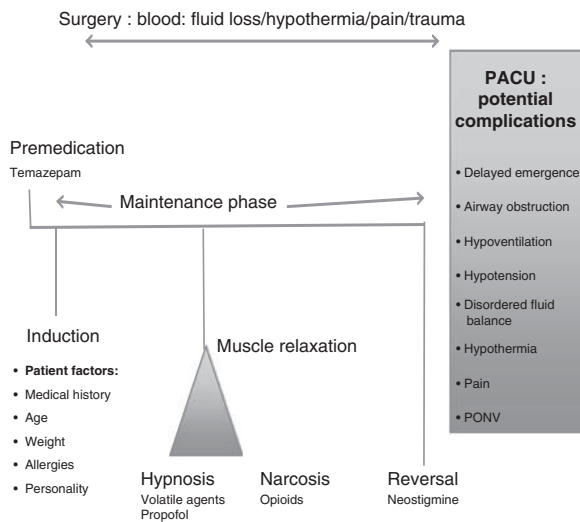 Surgery : blood: fluid loss/hypothermia/pain/trauma
PACU :
potential
complications
• Delayed emergence
• Airway obstruction
• Hypoventilation
• Hypotension
• Disordered fluid
balance
• Hypothermia
• Pain
• PONV
Premedication
Temazepam
Maintenance phase
Induction
• Patient factors:
• Medical history
• Age
• Weight
• Allergies
• Personality
Muscle relaxation
Hypnosis
Volatile agents
Propofol
Narcosis
Opioids
Reversal
Neostigmine